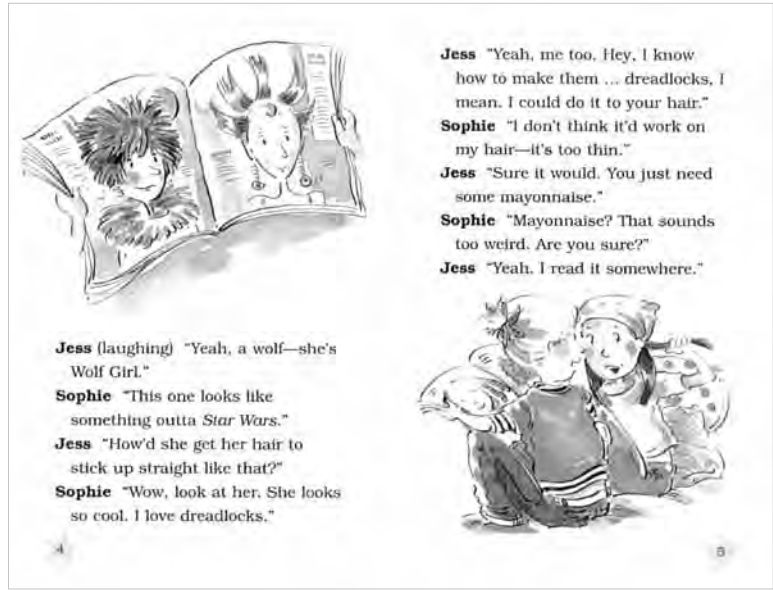 Jess (laughing) "Yeah, a wolf—she's
Wolf Girl."
Sophie "This one looks like
something outta Star Wars."
Jess "How'd she get her hair to
stick up straight like that?"
Sophie "Wow, look at her. She looks
so cool. I love dreadlocks."
4
Jess "Yeah, me too. Hey, I know
how to make them ... dreadlocks, I
mean. I could do it to your hair."
Sophie "I don't think it'd work on
my hair—it's too thin."
Jess "Sure it would. You just need
some mayonnaise."
Sophie "Mayonnaise? That sounds
too weird. Are you sure?"
Jess "Yeah. I read it somewhere."
5